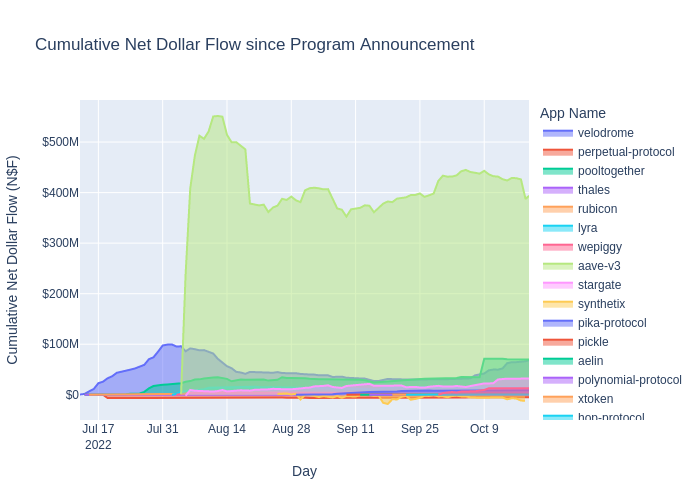 Cumulative Net Dollar Flow since Program Announcement
App Name
velodrome
perpetual-protocol
pooltogether
thales
rubicon
lyra
wepiggy
aave-v3
stargate
synthetix
pika-protocol
pickle
aelin
polynomial-protocol
xtoken
hop-protocol
Cumulative Net Dollar Flow (N$F)
$500M
$400M
$300M
$200M
$100M
$0
Jul 17
2022
Jul 31
Aug 14
Aug 28
Sep 11
Sep 25
Oct 9
Day